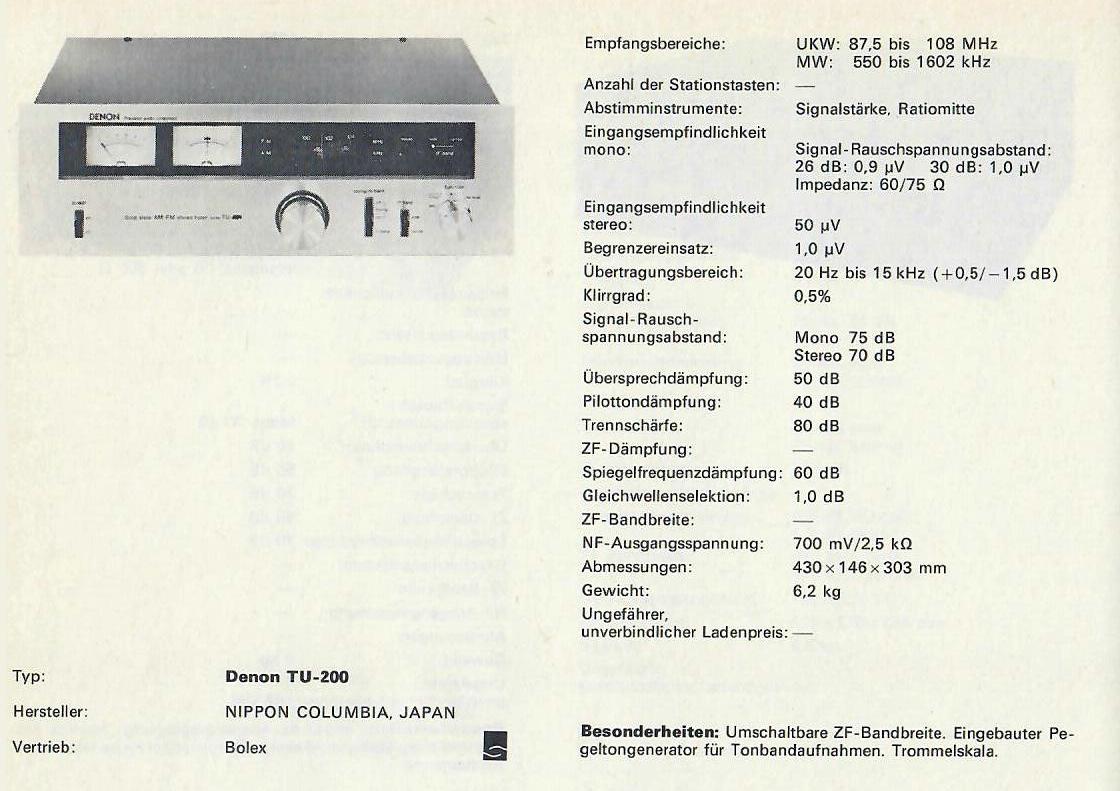 DENON
Typ: Denon TU-200
Hersteller: NIPPON COLUMBIA, JAPAN
Vertrieb: Bolex
Empfangsbereiche: UKW: 87,5 bis 108 MHz
MW: 550 bis 1602 kHz
Anzahl der Stationstasten: —
Abstimminstrumente: Signalstärke, Ratiomitte
Eingangsempfindlichkeit
mono: Signal-Rauschspannungsabstand:
26 dB: 0,9 µV 30 dB: 1,0 µV
Impedanz: 60/75 Ω
Eingangsempfindlichkeit
stereo: 50 µV
Begrenzereinsatz: 1,0 µV
Übertragungsbereich: 20 Hz bis 15 kHz (+0,5/−1,5 dB)
Klirrgrad: 0,5%
Signal-Rausch-
spannungsabstand: Mono 75 dB
Stereo 70 dB
Übersprechdämpfung: 50 dB
Pilottondämpfung: 40 dB
Trennschärfe: 80 dB
ZF-Dämpfung: —
Spiegelfrequenzdämpfung: 60 dB
Gleichwellenselektion: 1,0 dB
ZF-Bandbreite: —
NF-Ausgangsspannung: 700 mV/2,5 kΩ
Abmessungen: 430 × 146 × 303 mm
Gewicht: 6,2 kg
Ungefährer,
unverbindlicher Ladenpreis: —
Besonderheiten: Umschaltbare ZF-Bandbreite. Eingebauter Pe-
geltongenerator für Tonbandaufnahmen. Trommelskala.